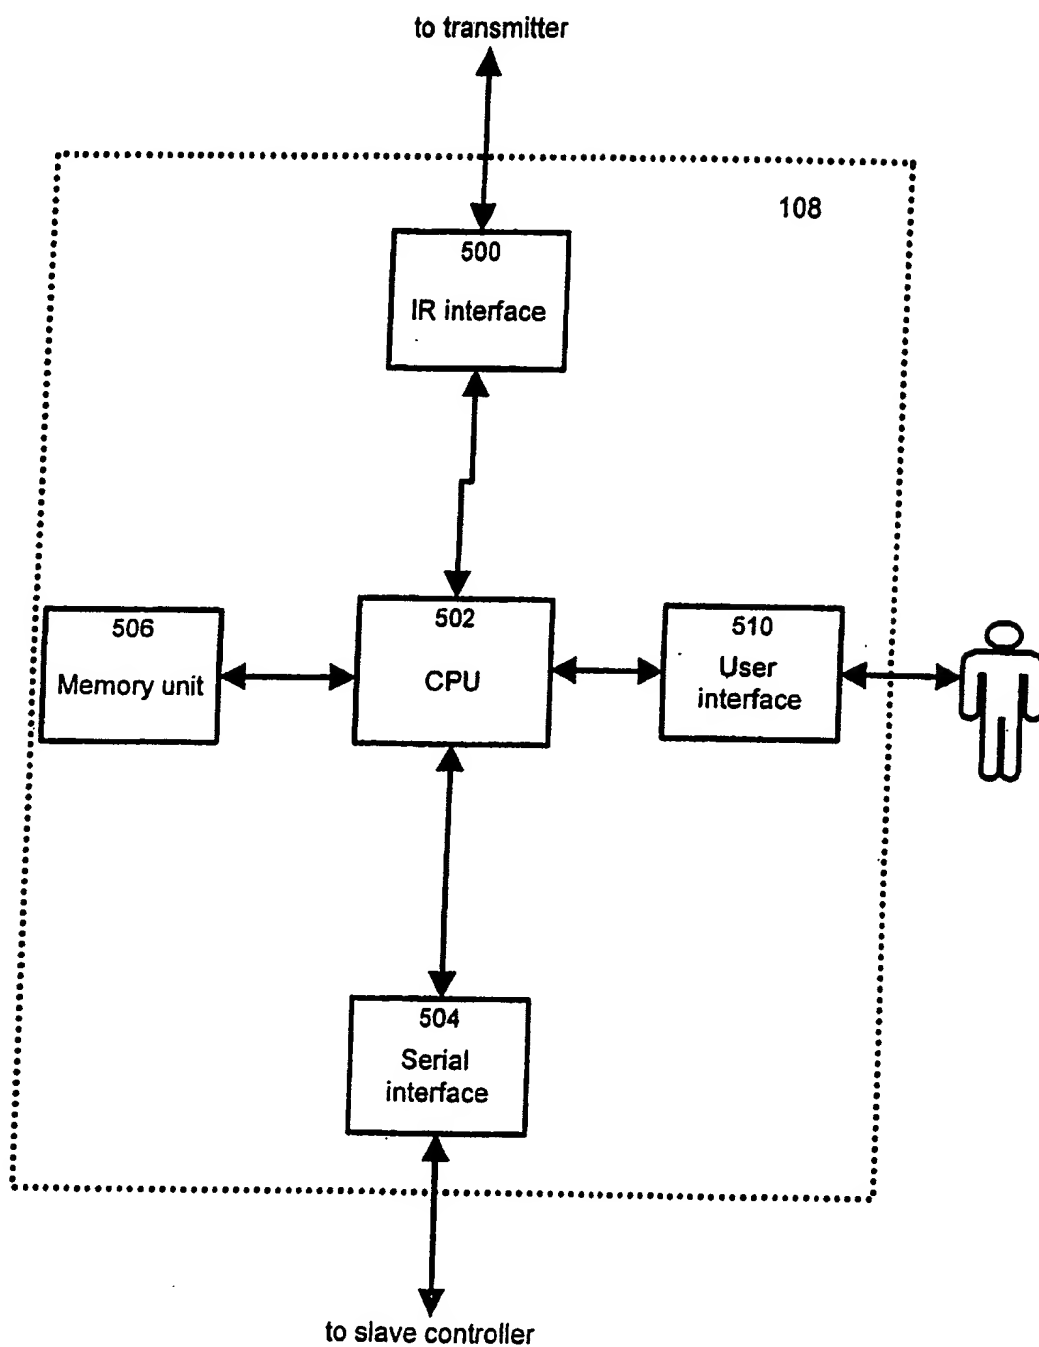 to transmitter
108
500
IR interface
506
Memory unit
502
CPU
510
User
interface
504
Serial
interface
to slave controller